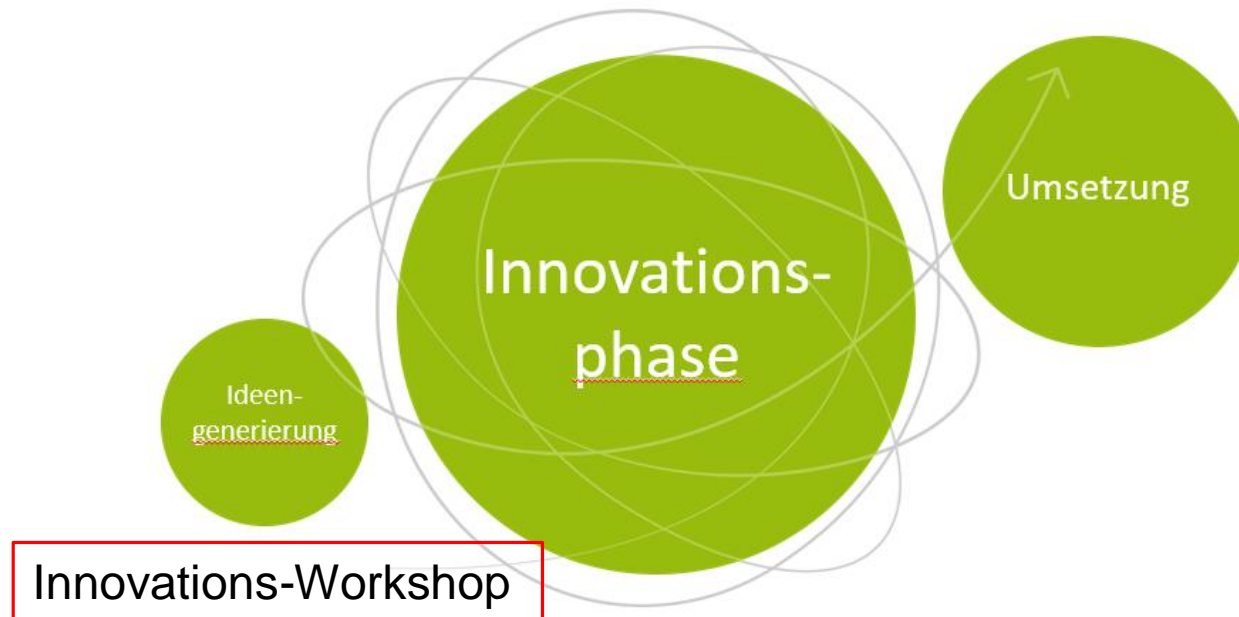 Innovations-
phase
Umsetzung
Ideen-
generierung
Innovations-Workshop